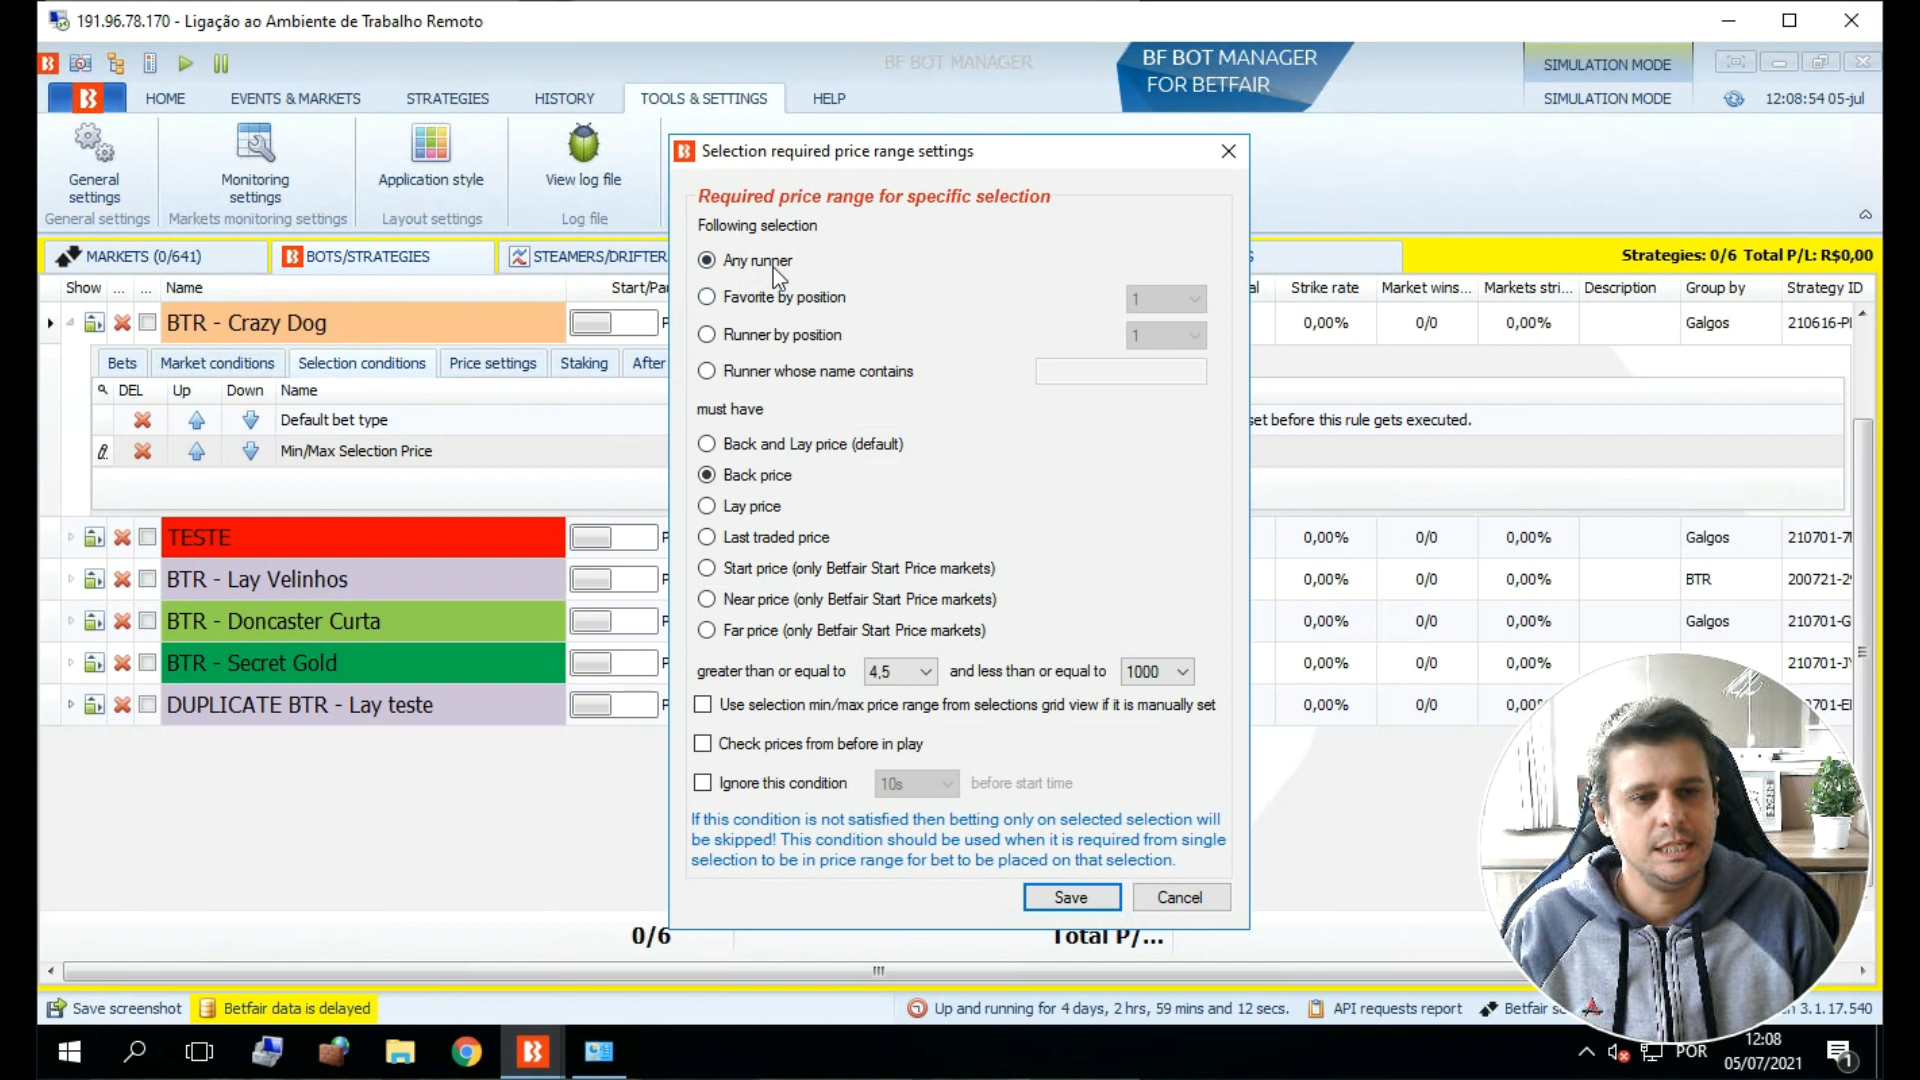 191.96.78.170 - Ligação ao Ambiente de Trabalho Remoto
BF BOT MANAGER
BF BOT MANAGER
FOR BETFAIR
SIMULATION MODE
HOME
EVENTS & MARKETS
STRATEGIES
HISTORY
TOOLS & SETTINGS
HELP
SIMULATION MODE
12:08:54 05-jul
General settings
Monitoring settings
Application style
View log file
General settings
Markets monitoring settings
Layout settings
Log file
MARKETS (0/641)
BOTS/STRATEGIES
STEAMERS/DRIFTER
Strategies: 0/6 Total P/L: R$0,00
Show
...
...
Name
Start/Pau
Strike rate
Market wins...
Markets stri...
Description
Group by
Strategy ID
BTR - Crazy Dog
0,00%
0/0
0,00%
Galgos
210616-P
Bets
Market conditions
Selection conditions
Price settings
Staking
After
DEL
Up
Down
Name
Default bet type
set before this rule gets executed.
Min/Max Selection Price
TESTE
0,00%
0/0
0,00%
Galgos
210701-7
BTR - Lay Velinhos
0,00%
0/0
0,00%
BTR
200721-2
BTR - Doncaster Curta
0,00%
0/0
0,00%
Galgos
210701-G
BTR - Secret Gold
0,00%
0/0
0,00%
210701-J
DUPLICATE BTR - Lay teste
0,00%
0/0
0,00
701-E
0/6
Total P/...
Selection required price range settings
Required price range for specific selection
Following selection
Any runner
Favorite by position
1
Runner by position
1
Runner whose name contains
must have
Back and Lay price (default)
Back price
Lay price
Last traded price
Start price (only Betfair Start Price markets)
Near price (only Betfair Start Price markets)
Far price (only Betfair Start Price markets)
greater than or equal to 4,5 and less than or equal to 1000
Use selection min/max price range from selections grid view if it is manually set
Check prices from before in play
Ignore this condition 10s before start time
If this condition is not satisfied then betting only on selected selection will
be skipped! This condition should be used when it is required from single
selection to be in price range for bet to be placed on that selection.
Save
Cancel
Save screenshot
Betfair data is delayed
Up and running for 4 days, 2 hrs, 59 mins and 12 secs.
API requests report
Betfair se
3.1.17.540
POR
12:08
05/07/2021
1